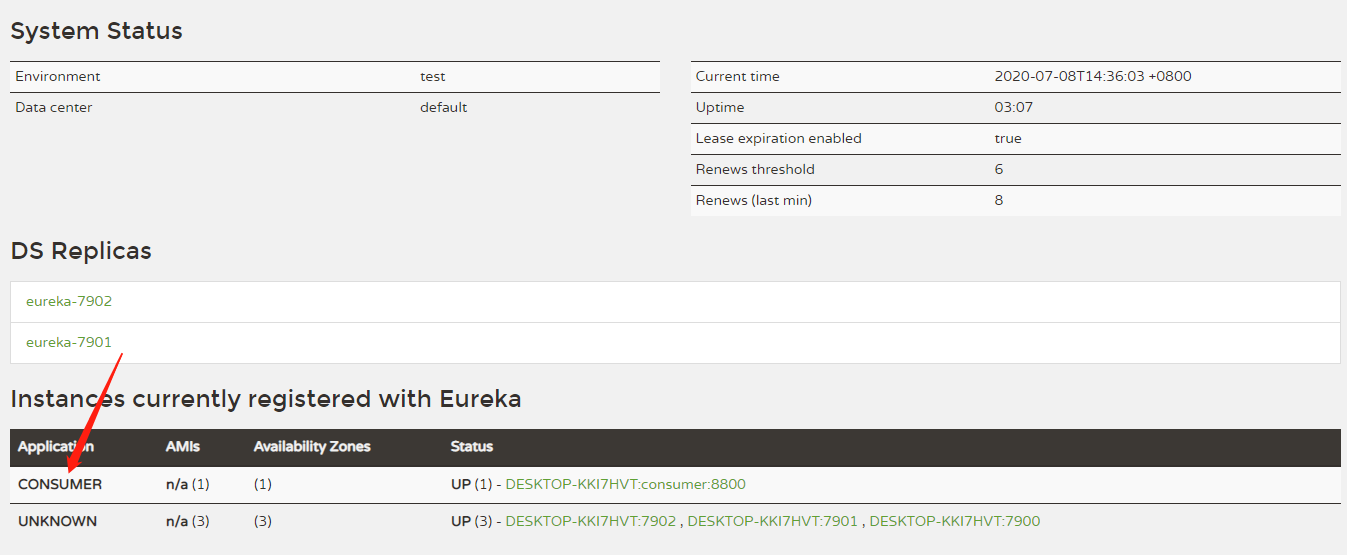 System Status
Environment test
Data center default
Current time 2020-07-08T14:36:03 +0800
Uptime 03:07
Lease expiration enabled true
Renews threshold 6
Renews (last min) 8
DS Replicas
eureka-7902
eureka-7901
Instances currently registered with Eureka
Application AMIs Availability Zones Status
CONSUMER n/a (1) (1) UP (1) - DESKTOP-KKI7HVT:consumer:8800
UNKNOWN n/a (3) (3) UP (3) - DESKTOP-KKI7HVT:7902 , DESKTOP-KKI7HVT:7901 , DESKTOP-KKI7HVT:7900